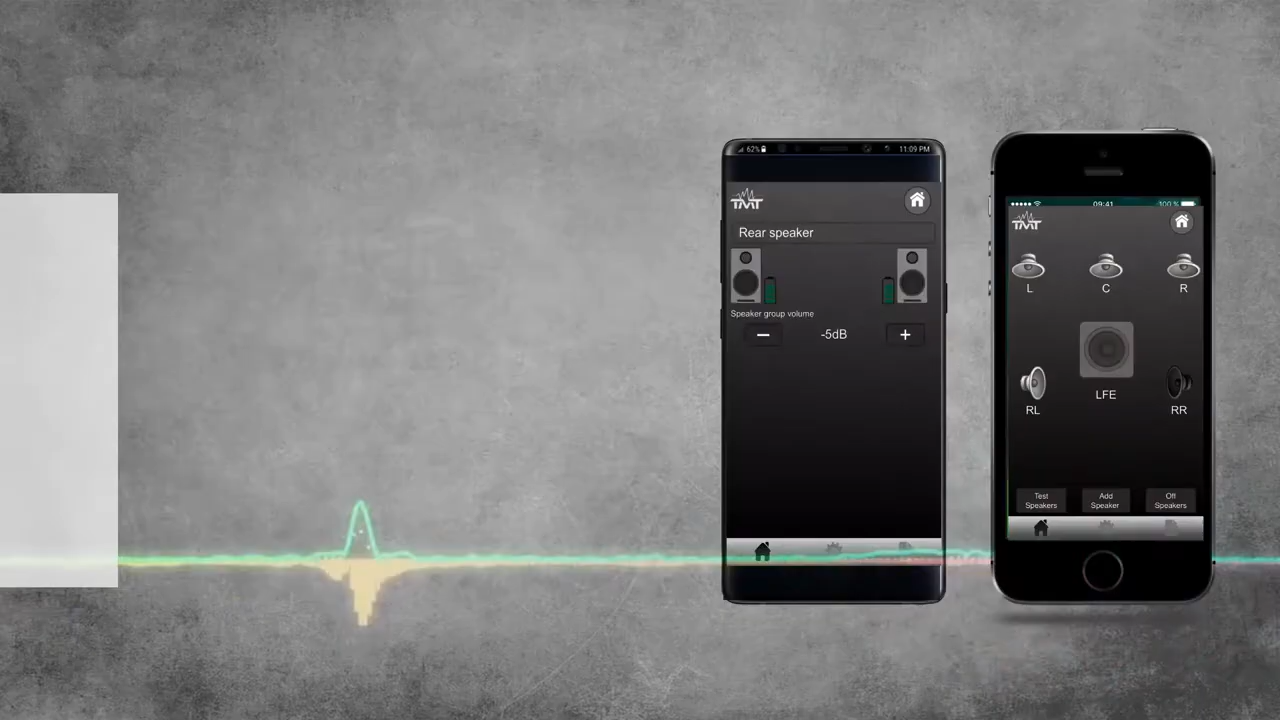 62%
11:09 PM
TMT
Rear speaker
Speaker group volume
-5dB
09:41
100%
TMT
L
C
R
LFE
RL
RR
Test Speakers
Add Speaker
Off Speakers